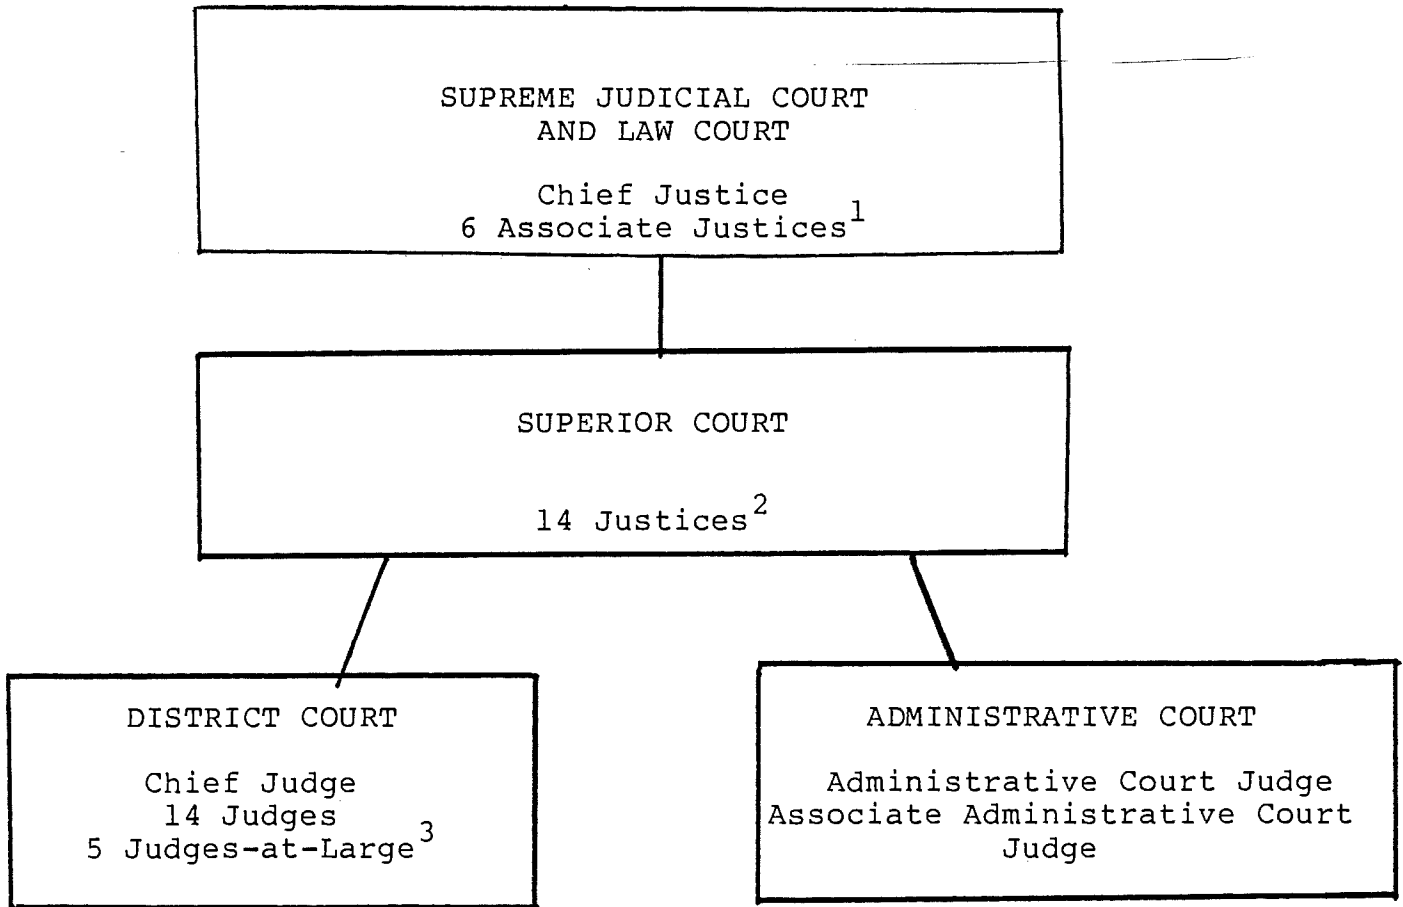 SUPREME JUDICIAL COURT
AND LAW COURT
Chief Justice
6 Associate Justices1
SUPERIOR COURT
14 Justices2
DISTRICT COURT
Chief Judge
14 Judges
5 Judges-at-Large3
ADMINISTRATIVE COURT
Administrative Court Judge
Associate Administrative Court
Judge